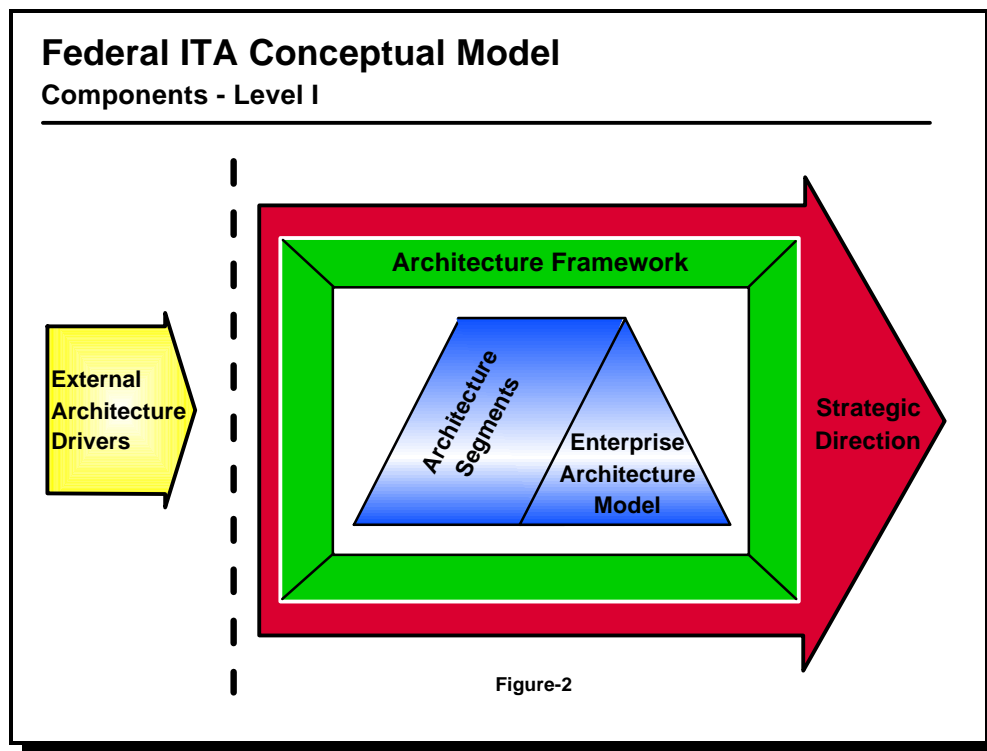 Federal ITA Conceptual Model
Components - Level I
Architecture Framework
External
Architecture
Drivers
Architecture
Segments
Enterprise
Architecture
Model
Strategic
Direction
Figure-2